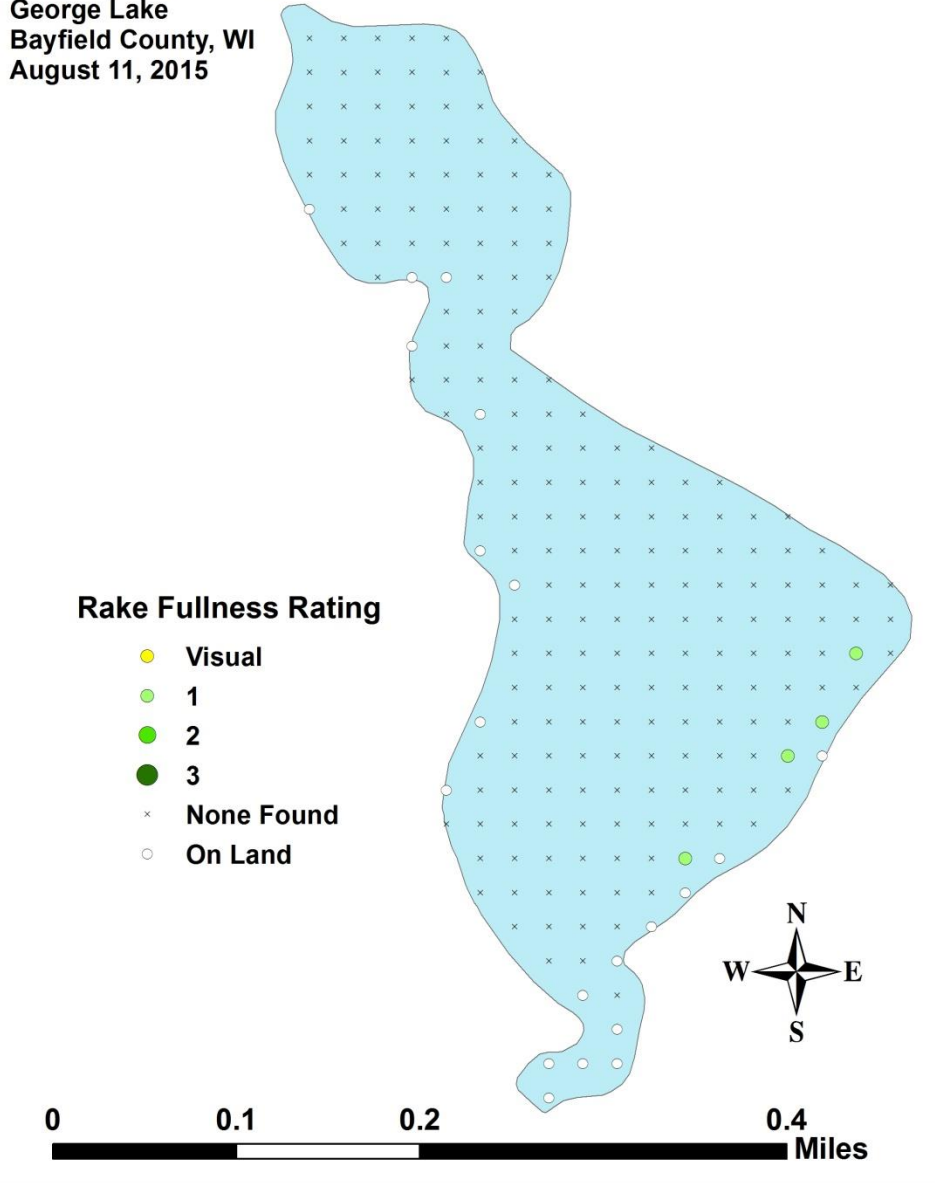 George Lake
Bayfield County, WI
August 11, 2015
Rake Fullness Rating
Visual
1
2
3
None Found
On Land
N
W E
S
0 0.1 0.2 0.4
Miles